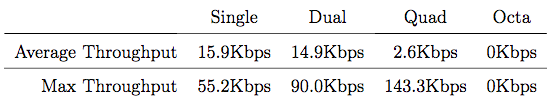 Single Dual Quad Octa
Average Throughput 15.9Kbps 14.9Kbps 2.6Kbps 0Kbps
Max Throughput 55.2Kbps 90.0Kbps 143.3Kbps 0Kbps